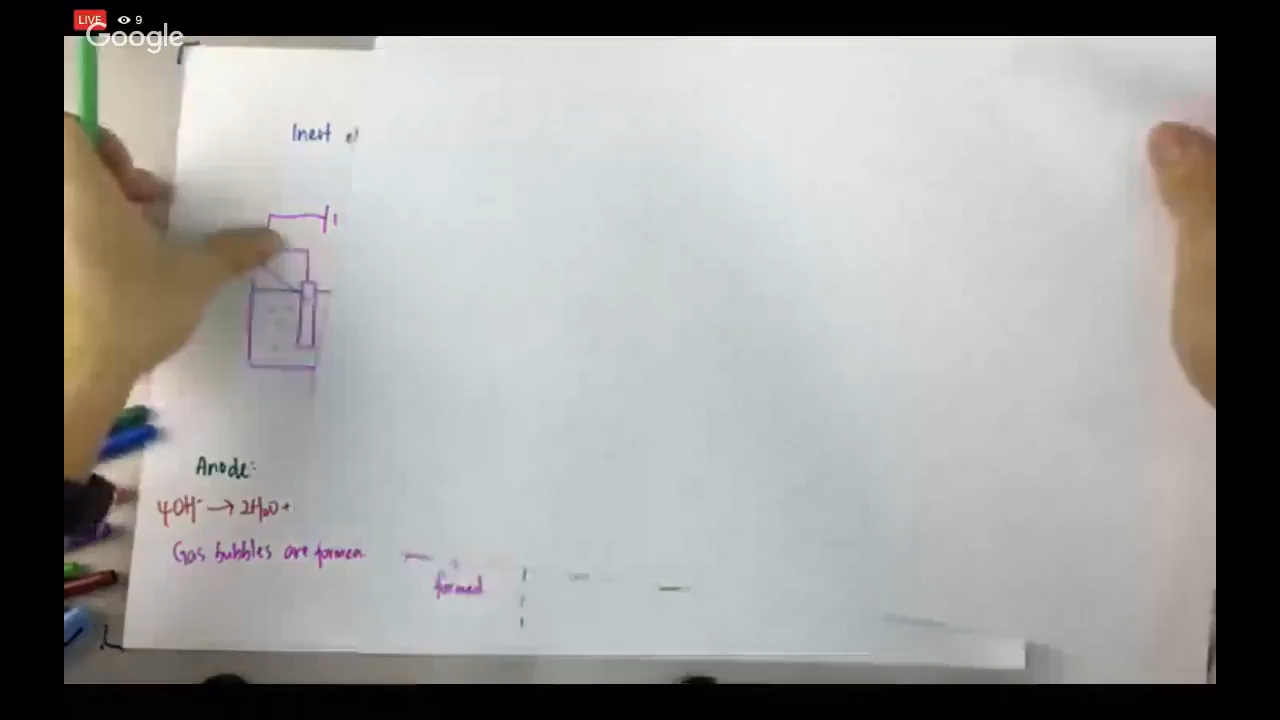 LIVE 9
Google
Inert
Anode:
4OH⁻ → 2H₂O +
Gas bubbles are formed
formed